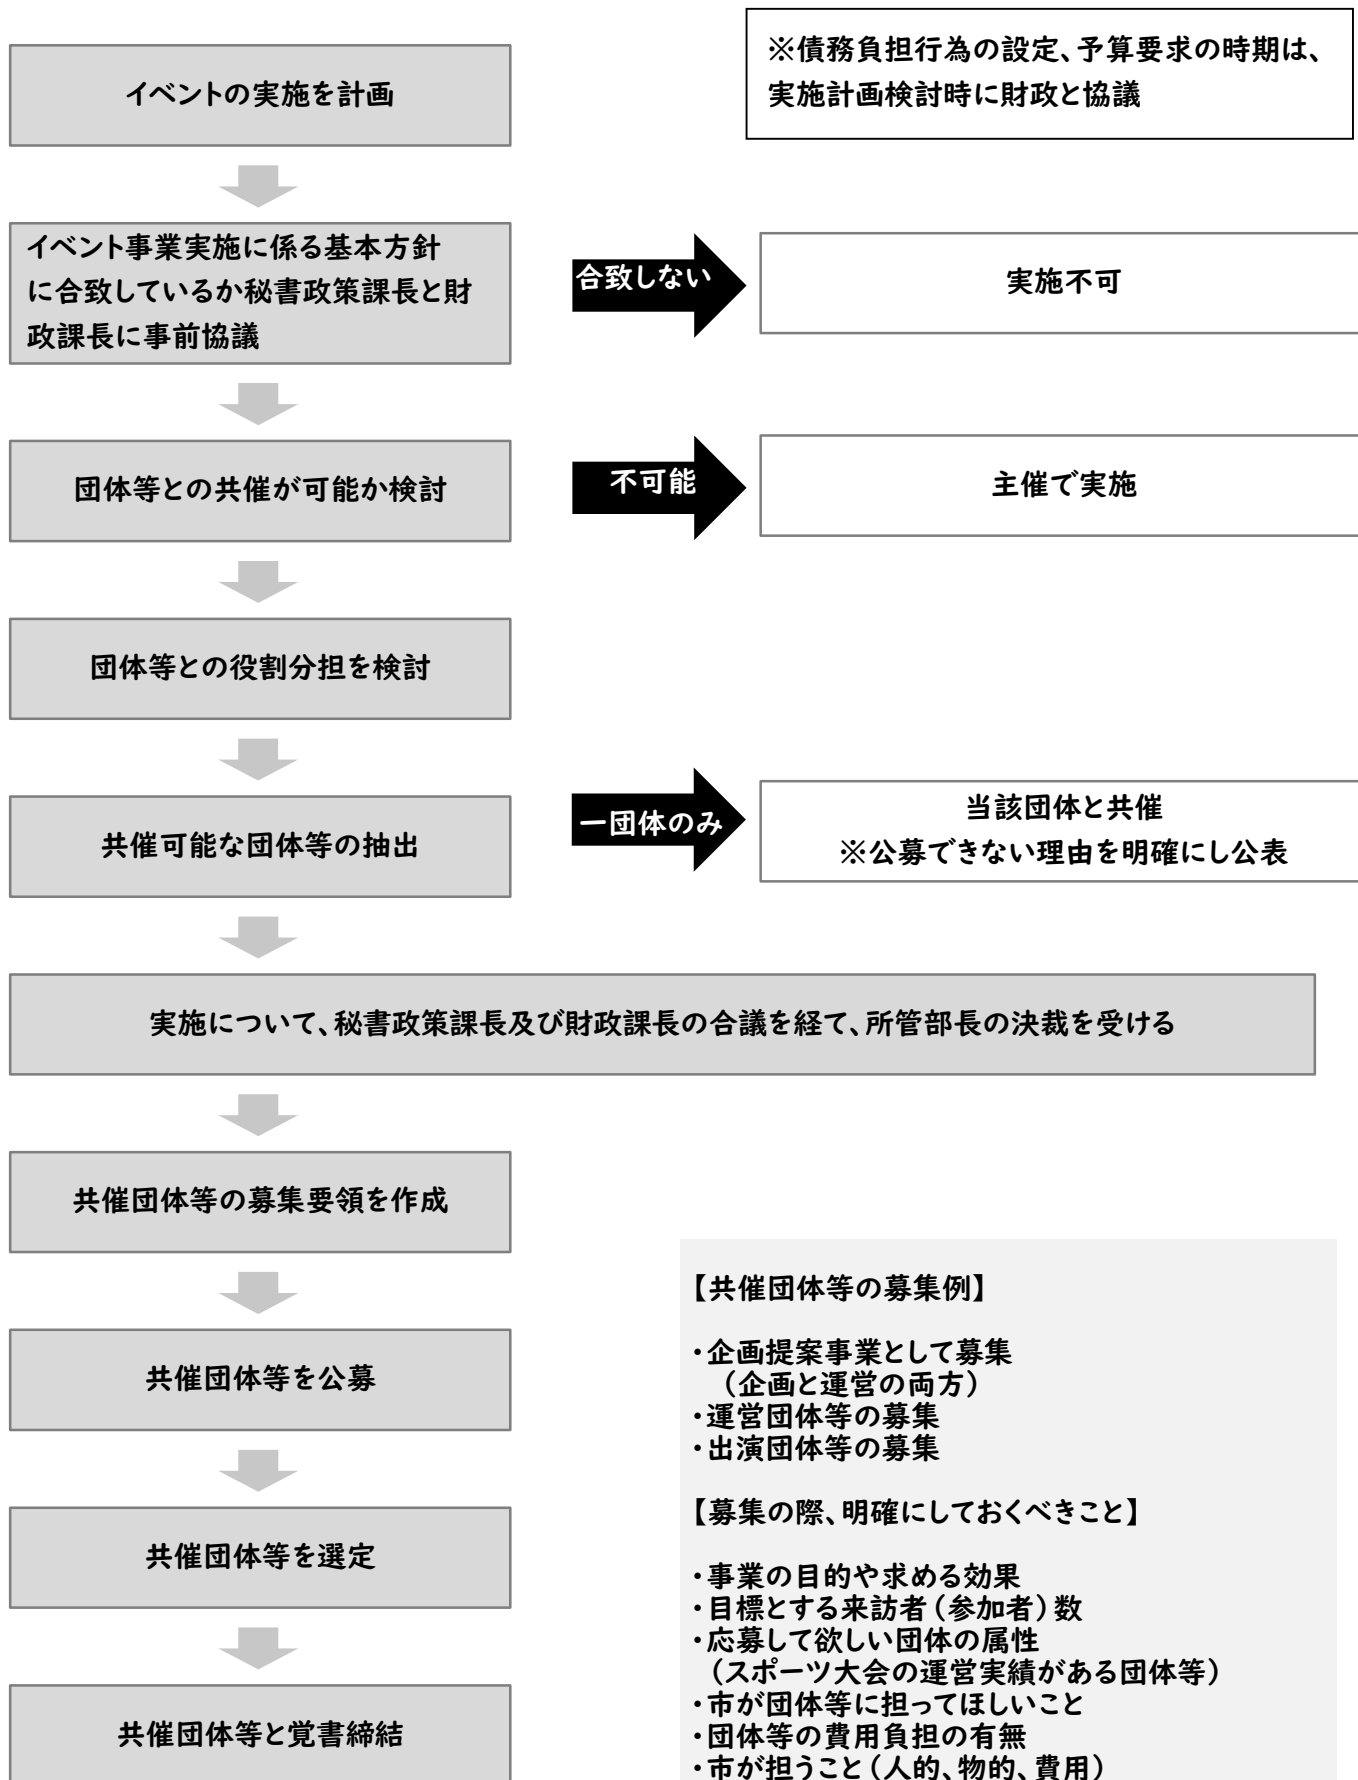 ※債務負担行為の設定、予算要求の時期は、
実施計画検討時に財政と協議
イベントの実施を計画
イベント事業実施に係る基本方針
に合致しているか秘書政策課長と財
政課長に事前協議
合致しない
実施不可
団体等との共催が可能か検討
不可能
主催で実施
団体等との役割分担を検討
共催可能な団体等の抽出
一団体のみ
当該団体と共催
※公募できない理由を明確にし公表
実施について、秘書政策課長及び財政課長の合議を経て、所管部長の決裁を受ける
共催団体等の募集要領を作成
共催団体等を公募
共催団体等を選定
共催団体等と覚書締結
【共催団体等の募集例】
・企画提案事業として募集
（企画と運営の両方）
・運営団体等の募集
・出演団体等の募集
【募集の際、明確にしておくべきこと】
・事業の目的や求める効果
・目標とする来訪者（参加者）数
・応募して欲しい団体の属性
（スポーツ大会の運営実績がある団体等）
・市が団体等に担ってほしいこと
・団体等の費用負担の有無
・市が担うこと（人的、物的、費用）